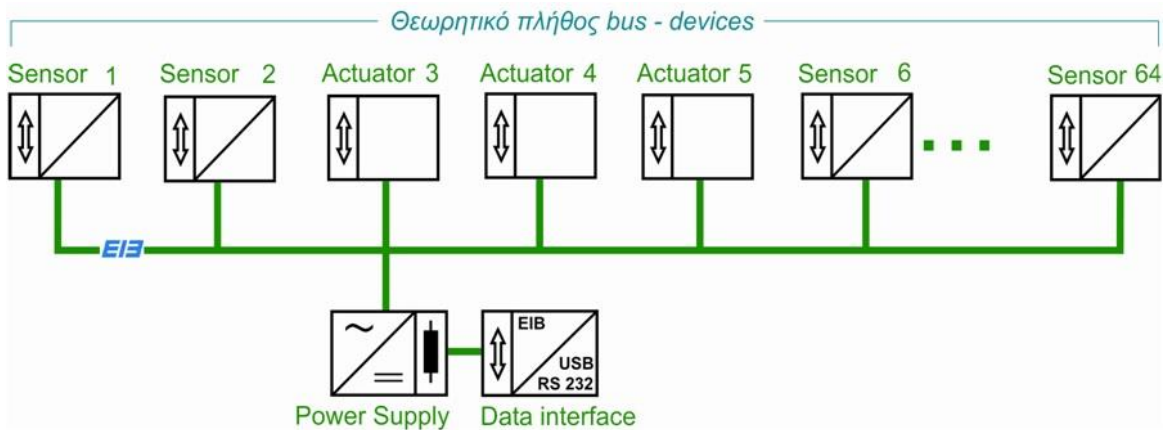 Θεωρητικό πλήθος bus - devices
Sensor 1 Sensor 2 Actuator 3 Actuator 4 Actuator 5 Sensor 6 Sensor 64
EIB
EIB
USB
RS 232
Power Supply Data interface